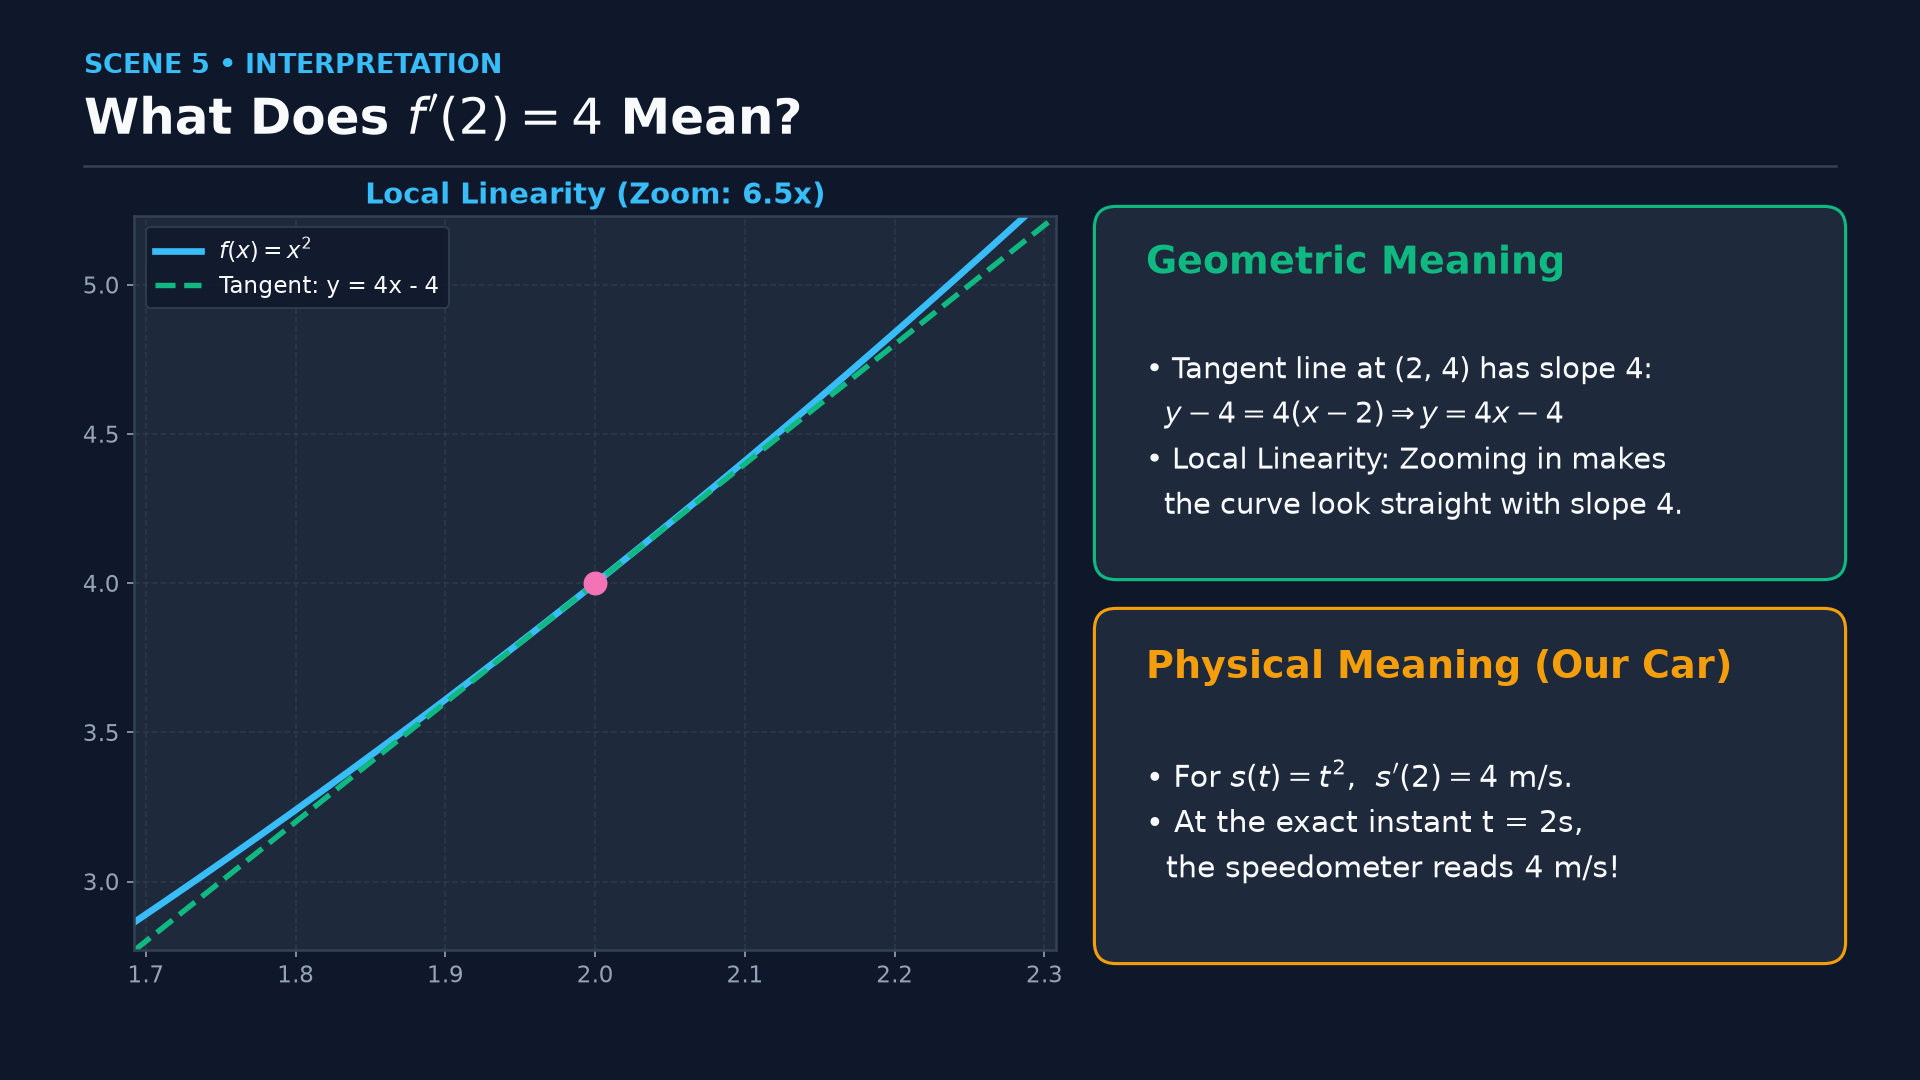 SCENE 5 • INTERPRETATION
What Does f′(2) = 4 Mean?
Local Linearity (Zoom: 6.5x)
f(x) = x²
Tangent: y = 4x - 4
5.0
4.5
4.0
3.5
3.0
1.7 1.8 1.9 2.0 2.1 2.2 2.3
Geometric Meaning
• Tangent line at (2, 4) has slope 4:
y − 4 = 4(x − 2) ⇒ y = 4x − 4
• Local Linearity: Zooming in makes
the curve look straight with slope 4.
Physical Meaning (Our Car)
• For s(t) = t², s′(2) = 4 m/s.
• At the exact instant t = 2s,
the speedometer reads 4 m/s!